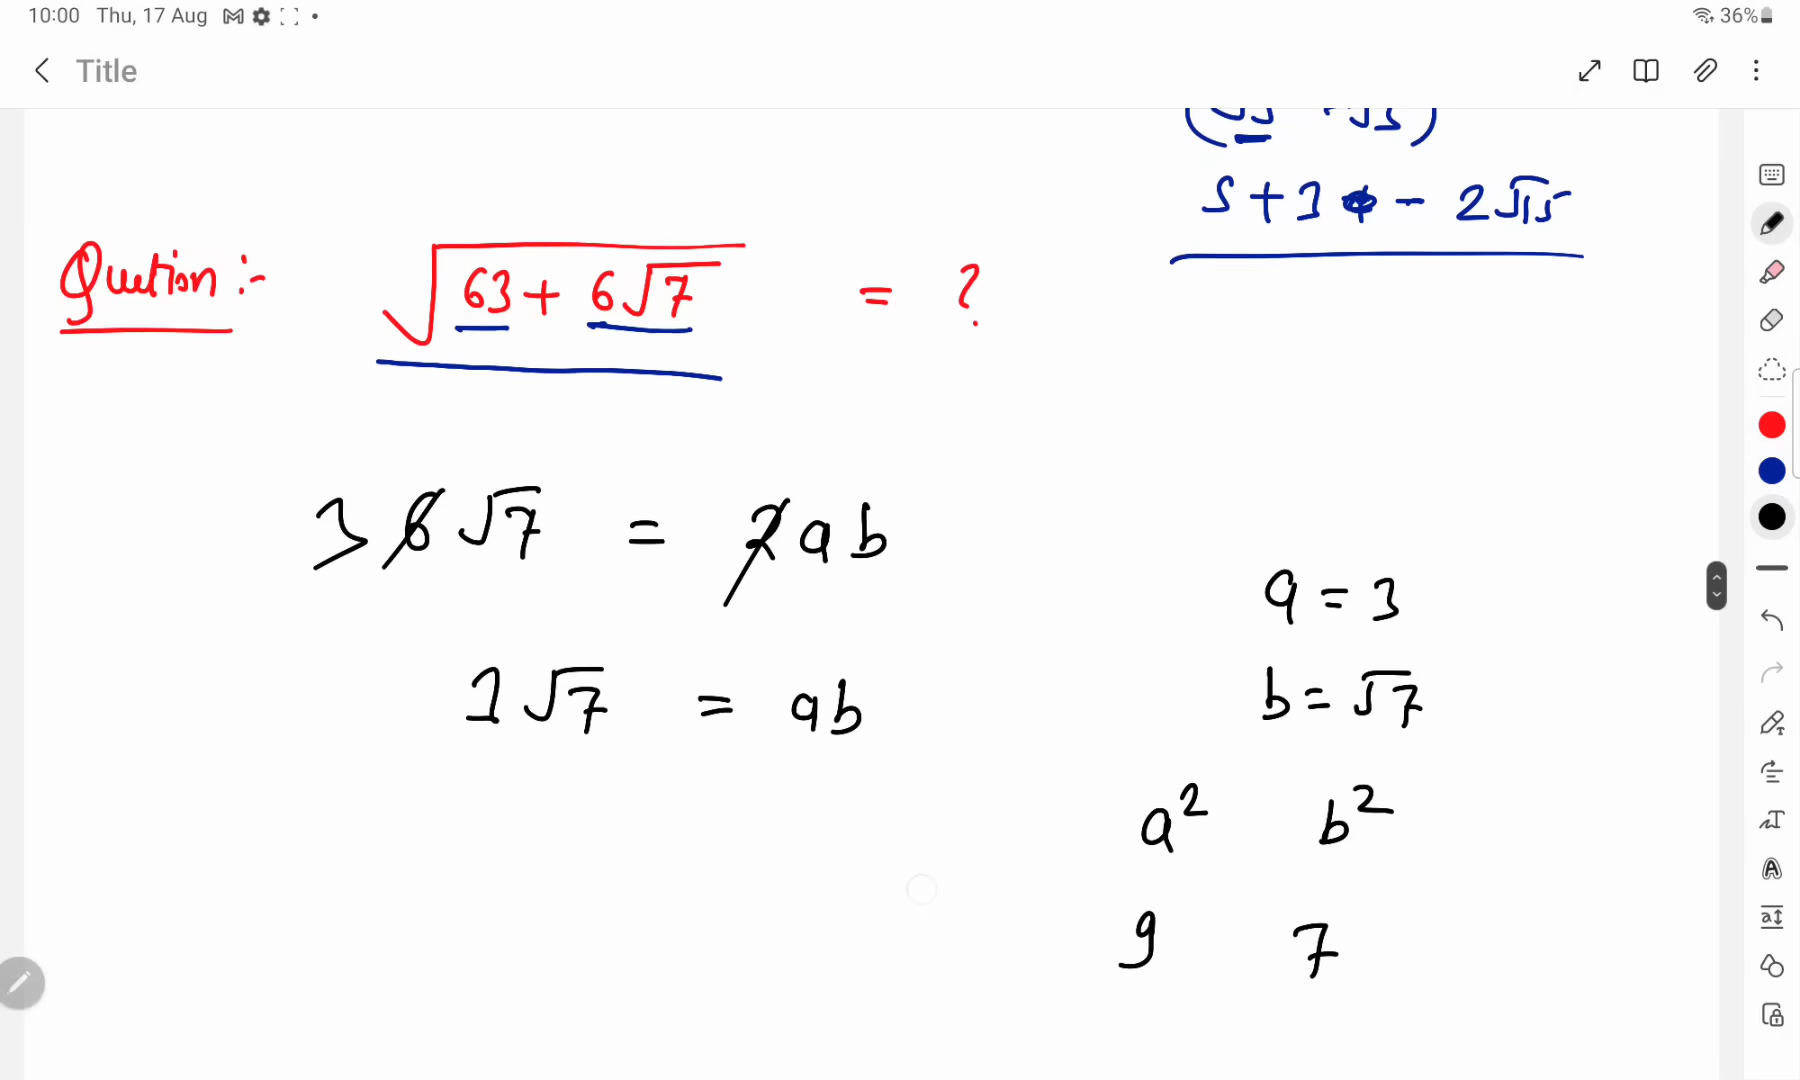 10:00 Thu, 17 Aug
36%
Title
5 + 3 - 2√15
Question :- √(63 + 6√7) = ?
3 6√7 = 2ab
3√7 = ab
a = 3
b = √7
a² b²
9 7